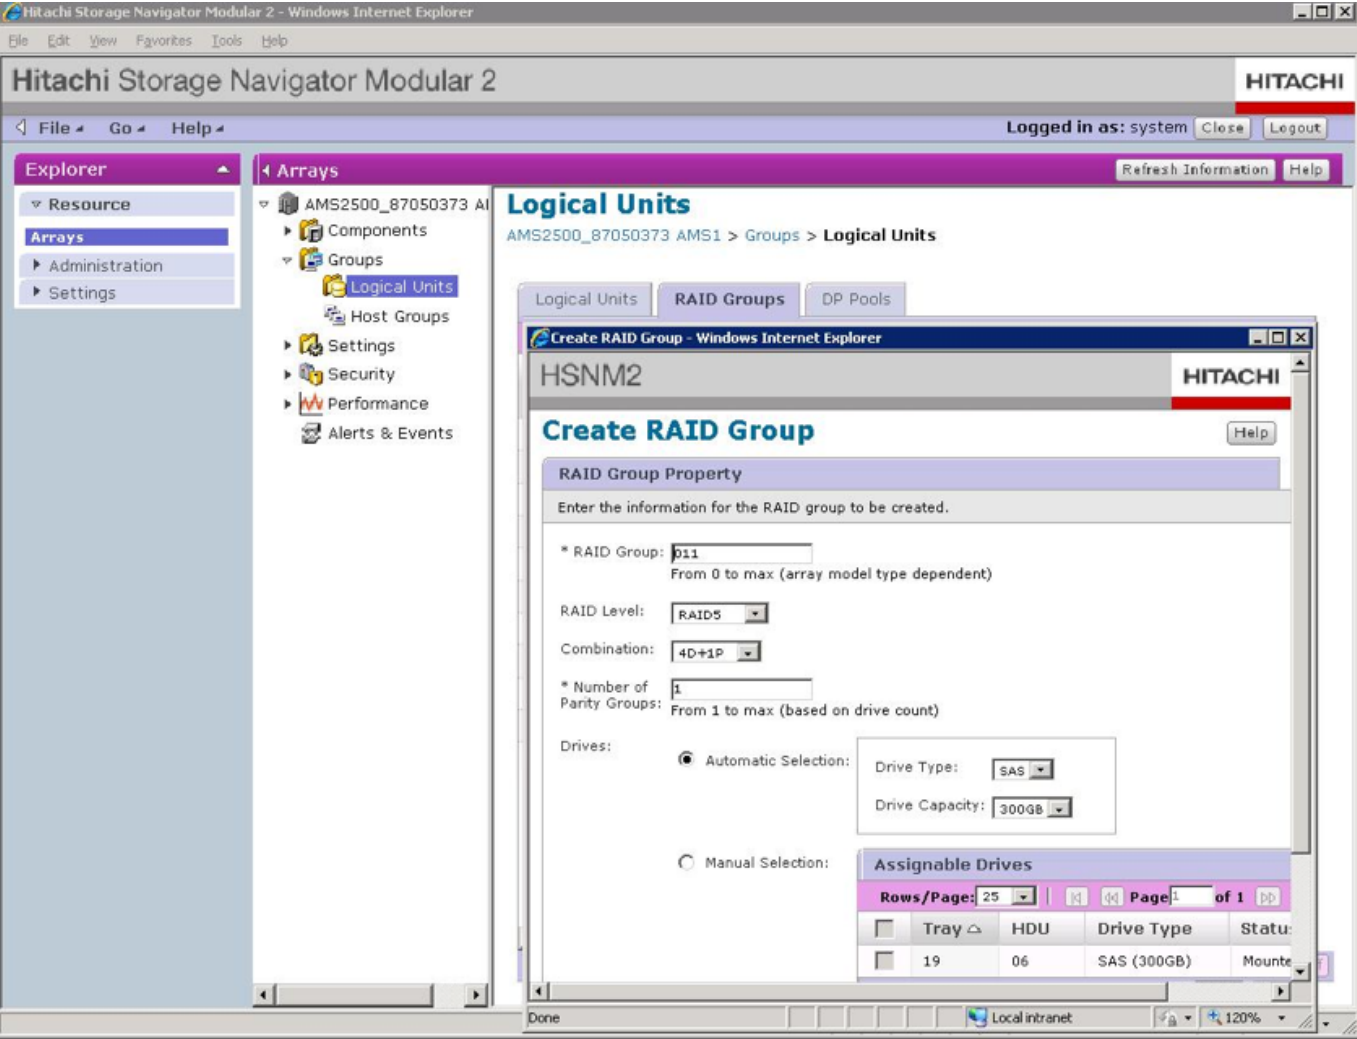 Hitachi Storage Navigator Modular 2 - Windows Internet Explorer
File Edit View Favorites Tools Help
Hitachi Storage Navigator Modular 2
HITACHI
File Go Help
Logged in as: system Close Logout
Explorer
Resource
Arrays
Administration
Settings
Arrays
Refresh Information Help
AMS2500_87050373 A
Components
Groups
Logical Units
Host Groups
Settings
Security
Performance
Alerts & Events
Logical Units
AMS2500_87050373 AMS1 > Groups > Logical Units
Logical Units RAID Groups DP Pools
Create RAID Group - Windows Internet Explorer
HSNM2
HITACHI
Create RAID Group
Help
RAID Group Property
Enter the information for the RAID group to be created.
* RAID Group: 011
From 0 to max (array model type dependent)
RAID Level: RAID5
Combination: 4D+1P
* Number of
Parity Groups: 1
From 1 to max (based on drive count)
Drives:
Automatic Selection:
Drive Type: SAS
Drive Capacity: 300GB
Manual Selection:
Assignable Drives
Rows/Page: 25 Page 1 of 1
Tray HDU Drive Type Statu
19 06 SAS (300GB) Mounte
Done
Local intranet
120%